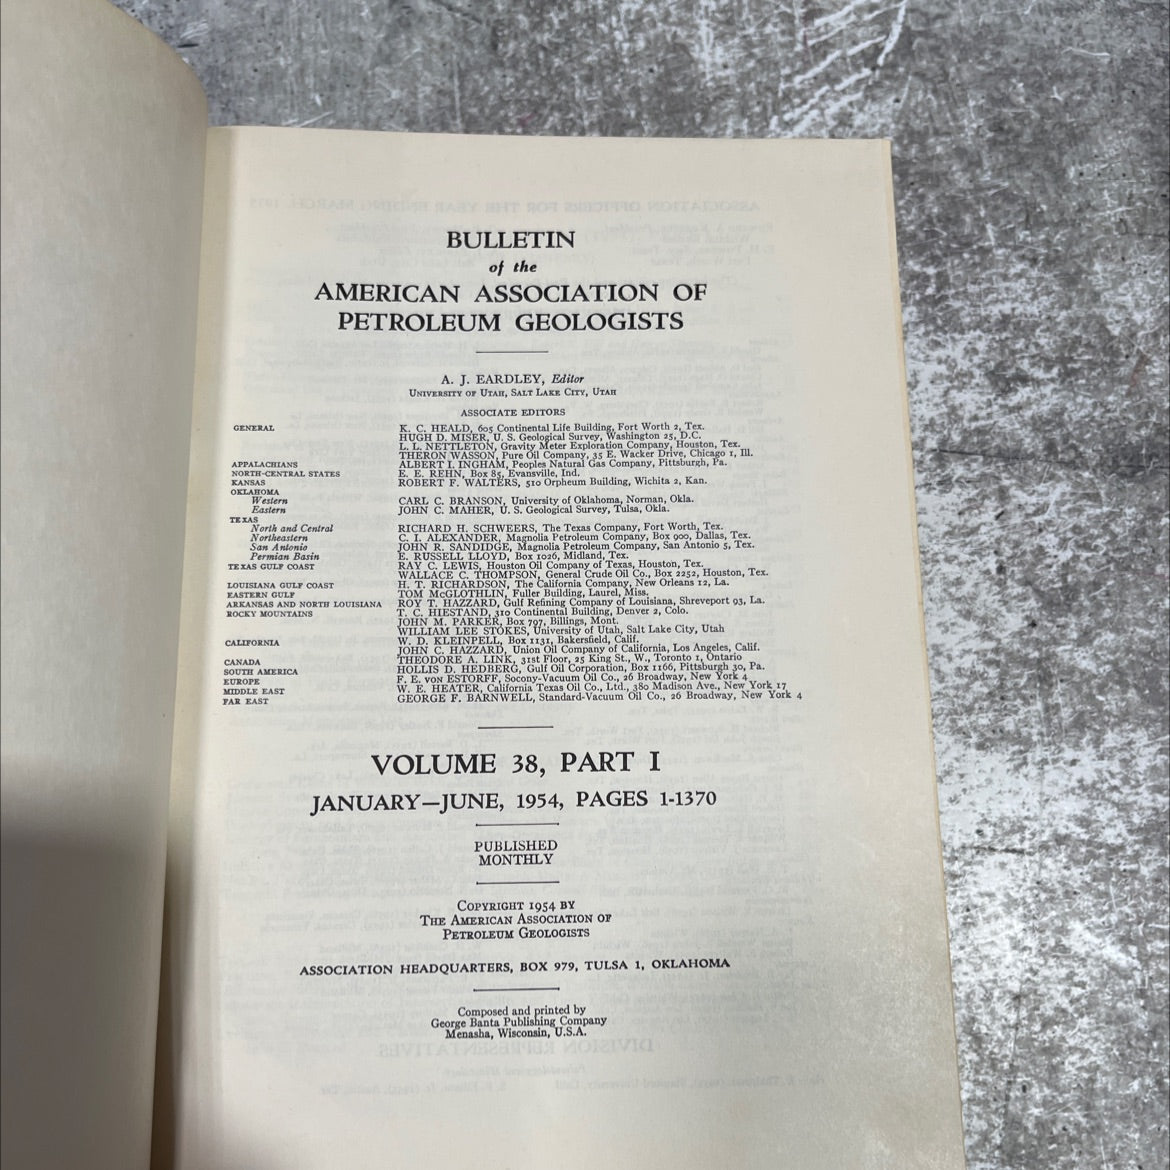 BULLETIN
of the
AMERICAN ASSOCIATION OF
PETROLEUM GEOLOGISTS
A. J. EARDLEY, Editor
UNIVERSITY OF UTAH, SALT LAKE CITY, UTAH
ASSOCIATE EDITORS
GENERAL K. C. HEALD, 605 Continental Life Building, Fort Worth 2, Tex.
HUGH D. MISER, U. S. Geological Survey, Washington 25, D.C.
L. L. NETTLETON, Gravity Meter Exploration Company, Houston, Tex.
THERON WASSON, Pure Oil Company, 35 E. Wacker Drive, Chicago 1, Ill.
APPALACHIANS ALBERT I. INGHAM, Peoples Natural Gas Company, Pittsburgh, Pa.
NORTH-CENTRAL STATES E. E. REHN, Box 85, Evansville, Ind.
KANSAS ROBERT F. WALTERS, 510 Orpheum Building, Wichita 2, Kan.
OKLAHOMA
Western CARL C. BRANSON, University of Oklahoma, Norman, Okla.
Eastern JOHN C. MAHER, U. S. Geological Survey, Tulsa, Okla.
TEXAS
North and Central RICHARD H. SCHWEERS, The Texas Company, Fort Worth, Tex.
Northeastern C. I. ALEXANDER, Magnolia Petroleum Company, Box 900, Dallas, Tex.
San Antonio JOHN R. SANDIDGE, Magnolia Petroleum Company, San Antonio 5, Tex.
Permian Basin E. RUSSELL LLOYD, Box 1026, Midland, Tex.
TEXAS GULF COAST RAY C. LEWIS, Houston Oil Company of Texas, Houston, Tex.
WALLACE C. THOMPSON, General Crude Oil Co., Box 2252, Houston, Tex.
LOUISIANA GULF COAST H. T. RICHARDSON, The California Company, New Orleans 12, La.
EASTERN GULF TOM McGLOTHLIN, Fuller Building, Laurel, Miss.
ARKANSAS AND NORTH LOUISIANA ROY T. HAZZARD, Gulf Refining Company of Louisiana, Shreveport 93, La.
ROCKY MOUNTAINS T. C. HIESTAND, 310 Continental Building, Denver 2, Colo.
JOHN M. PARKER, Box 797, Billings, Mont.
WILLIAM LEE STOKES, University of Utah, Salt Lake City, Utah
CALIFORNIA W. D. KLEINPELL, Box 1131, Bakersfield, Calif.
JOHN C. HAZZARD, Union Oil Company of California, Los Angeles, Calif.
CANADA THEODORE A. LINK, 31st Floor, 25 King St., W., Toronto 1, Ontario
SOUTH AMERICA HOLLIS D. HEDBERG, Gulf Oil Corporation, Box 1166, Pittsburgh 30, Pa.
EUROPE F. E. VON ESTORFF, Socony-Vacuum Oil Co., 26 Broadway, New York 4
MIDDLE EAST W. E. HEATER, California Texas Oil Co., Ltd., 380 Madison Ave., New York 17
FAR EAST GEORGE F. BARNWELL, Standard-Vacuum Oil Co., 26 Broadway, New York 4
VOLUME 38, PART I
JANUARY—JUNE, 1954, PAGES 1-1370
PUBLISHED
MONTHLY
COPYRIGHT 1954 BY
THE AMERICAN ASSOCIATION OF
PETROLEUM GEOLOGISTS
ASSOCIATION HEADQUARTERS, BOX 979, TULSA 1, OKLAHOMA
Composed and printed by
George Banta Publishing Company
Menasha, Wisconsin, U.S.A.